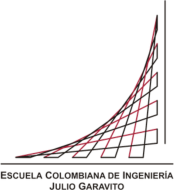 ESCUELA COLOMBIANA DE INGENIERÍA
JULIO GARAVITO